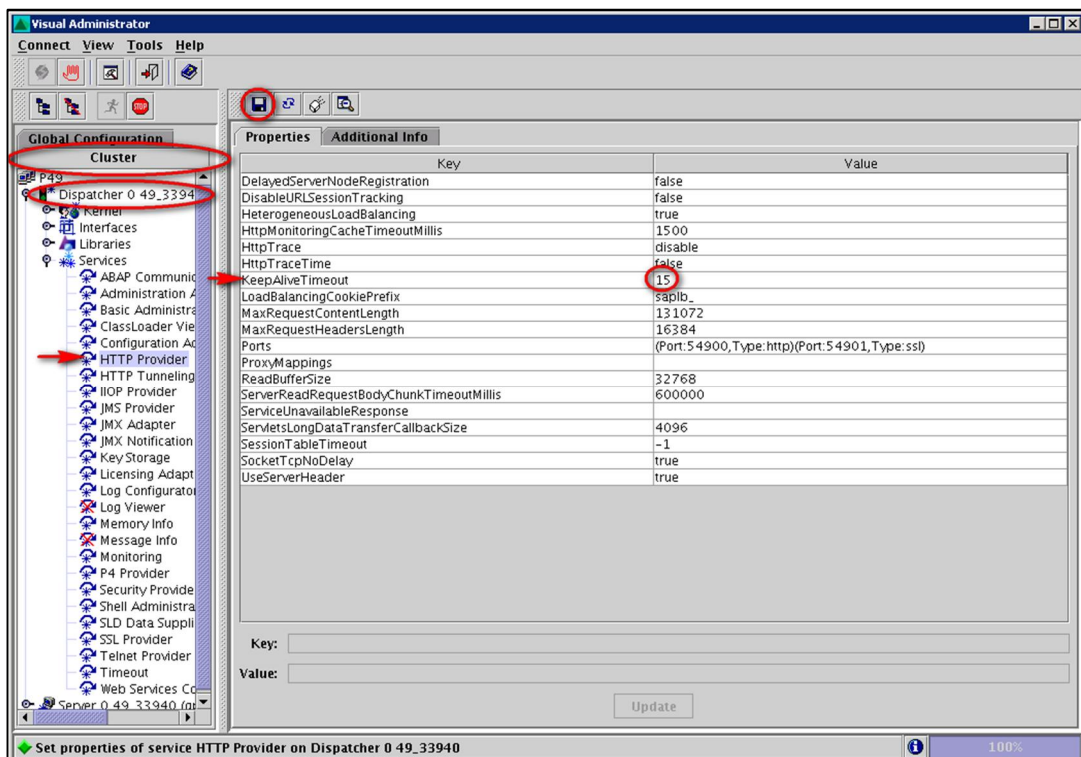 Visual Administrator
Connect View Tools Help
STOP
Global Configuration
Cluster
P49
Dispatcher 0 49_33940
Kernel
Interfaces
Libraries
Services
ABAP Communic
Administration A
Basic Administra
ClassLoader Vie
Configuration Ad
HTTP Provider
HTTP Tunneling
IIOP Provider
JMS Provider
JMX Adapter
JMX Notification
Key Storage
Licensing Adapt
Log Configurator
Log Viewer
Memory Info
Message Info
Monitoring
P4 Provider
Security Provide
Shell Administra
SLD Data Suppli
SSL Provider
Telnet Provider
Timeout
Web Services Co
Server 0 49_33940
Properties Additional Info
Key Value
DelayedServerNodeRegistration false
DisableURLSessionTracking false
HeterogeneousLoadBalancing true
HttpMonitoringCacheTimeoutMillis 1500
HttpTrace disable
HttpTraceTime false
KeepAliveTimeout 15
LoadBalancingCookiePrefix saplb_
MaxRequestContentLength 131072
MaxRequestHeadersLength 16384
Ports (Port:54900,Type:http)(Port:54901,Type:ssl)
ProxyMappings
ReadBufferSize 32768
ServerReadRequestBodyChunkTimeoutMillis 600000
ServiceUnavailableResponse
ServletsLongDataTransferCallbackSize 4096
SessionTableTimeout -1
SocketTcpNoDelay true
UseServerHeader true
Key:
Value:
Update
Set properties of service HTTP Provider on Dispatcher 0 49_33940
100%